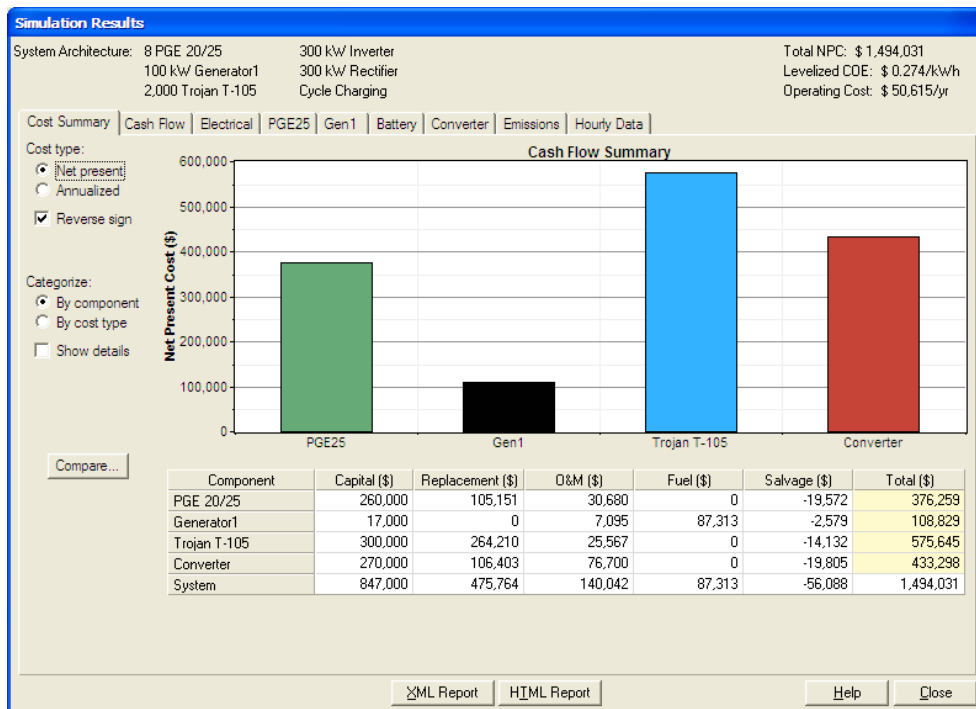 Simulation Results
System Architecture: 8 PGE 20/25 300 kW Inverter Total NPC: $ 1,494,031
100 kW Generator1 300 kW Rectifier Levelized COE: $ 0.274/kWh
2,000 Trojan T-105 Cycle Charging Operating Cost: $ 50,615/yr
Cost Summary Cash Flow Electrical PGE25 Gen1 Battery Converter Emissions Hourly Data
Cost type:
Net present
Annualized
Reverse sign
Categorize:
By component
By cost type
Show details
Compare...
Cash Flow Summary
Net Present Cost ($)
600,000
500,000
400,000
300,000
200,000
100,000
0
PGE25 Gen1 Trojan T-105 Converter
Component Capital ($) Replacement ($) O&M ($) Fuel ($) Salvage ($) Total ($)
PGE 20/25 260,000 105,151 30,680 0 -19,572 376,259
Generator1 17,000 0 7,095 87,313 -2,579 108,829
Trojan T-105 300,000 264,210 25,567 0 -14,132 575,645
Converter 270,000 106,403 76,700 0 -19,805 433,298
System 847,000 475,764 140,042 87,313 -56,088 1,494,031
XML Report HTML Report Help Close